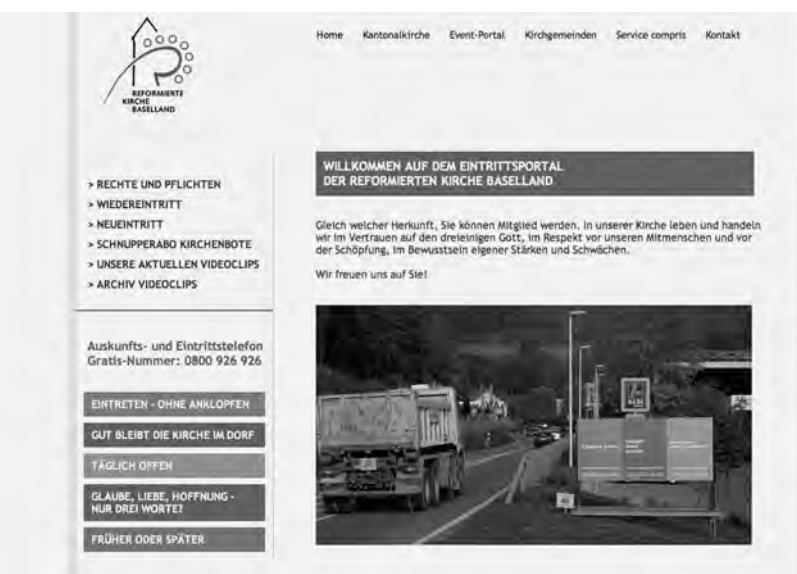 REFORMIERTE
KIRCHE
BASELLAND
Home Kantonalkirche Event-Portal Kirchgemeinden Service compris Kontakt
> RECHTE UND PFLICHTEN
> WIEDEREINTRITT
> NEUEINTRITT
> SCHNUPPERABO KIRCHENBOTE
> UNSERE AKTUELLEN VIDEOCLIPS
> ARCHIV VIDEOCLIPS
Auskunfts- und Eintrittstelefon
Gratis-Nummer: 0800 926 926
EINTRETEN - OHNE ANKLOPFEN
GUT BLEIBT DIE KIRCHE IM DORF
TÄGLICH OFFEN
GLAUBE, LIEBE, HOFFNUNG -
NUR DREI WORTE?
FRÜHER ODER SPÄTER
WILLKOMMEN AUF DEM EINTRITTSPORTAL
DER REFORMIERTEN KIRCHE BASELLAND
Gleich welcher Herkunft, Sie können Mitglied werden. In unserer Kirche leben und handeln
wir im Vertrauen auf den dreieinigen Gott, im Respekt vor unseren Mitmenschen und vor
der Schöpfung, im Bewusstsein eigener Stärken und Schwächen.
Wir freuen uns auf Sie!